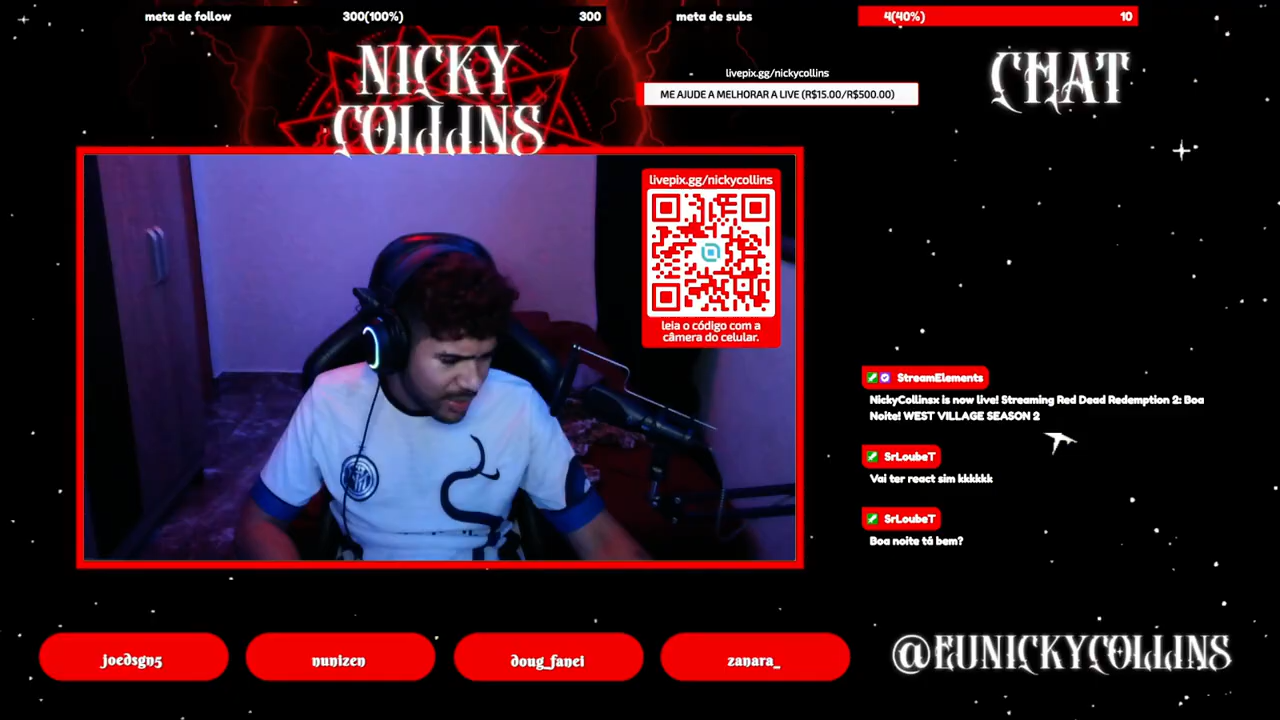 meta de follow 300(100%) 300
meta de subs 4(40%) 10
NICKY
COLLINS
livepix.gg/nickycollins
ME AJUDE A MELHORAR A LIVE (R$15.00/R$500.00)
CHAT
livepix.gg/nickycollins
leia o código com a
câmera do celular.
StreamElements
NickyCollinsx is now live! Streaming Red Dead Redemption 2: Boa
Noite! WEST VILLAGE SEASON 2
SrLoubeT
Vai ter react sim kkkkkk
SrLoubeT
Boa noite tá bem?
joedsgn5
nunizen
doug_fanei
zanara_
@EUNICKYCOLLINS